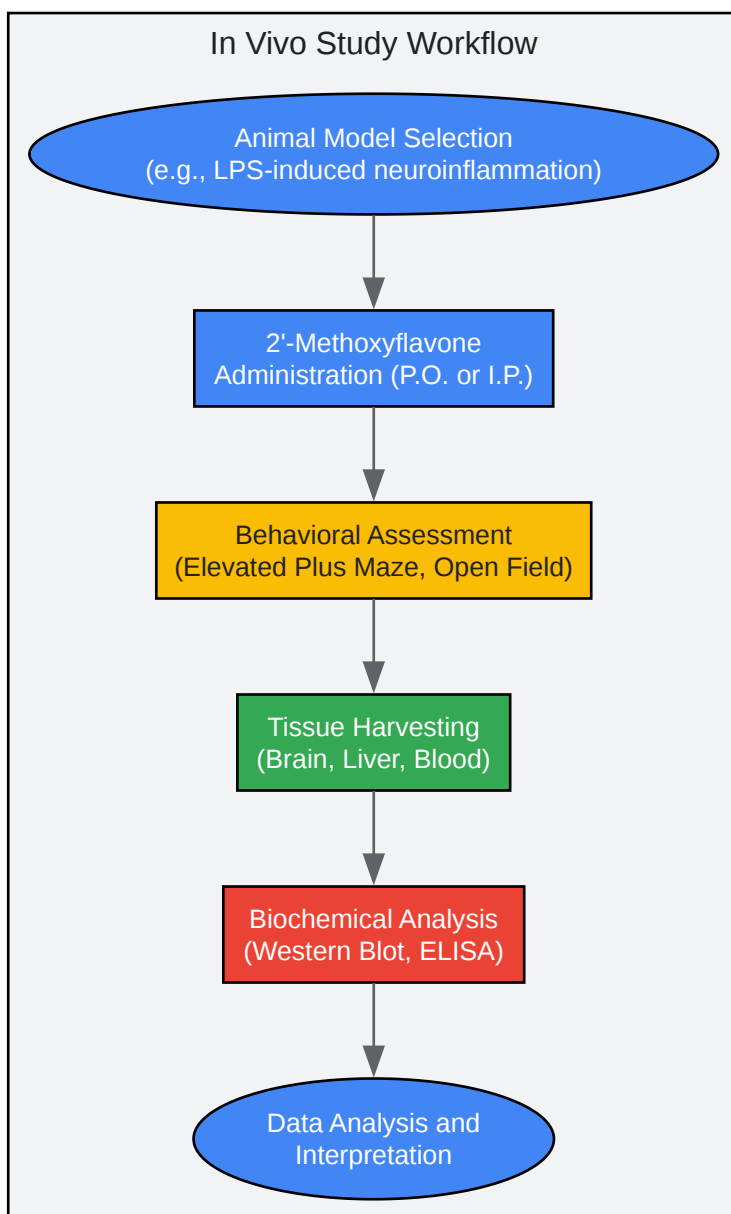 In Vivo Study Workflow
Animal Model Selection
(e.g., LPS-induced neuroinflammation)
2'-Methoxyflavone
Administration (P.O. or I.P.)
Behavioral Assessment
(Elevated Plus Maze, Open Field)
Tissue Harvesting
(Brain, Liver, Blood)
Biochemical Analysis
(Western Blot, ELISA)
Data Analysis and
Interpretation